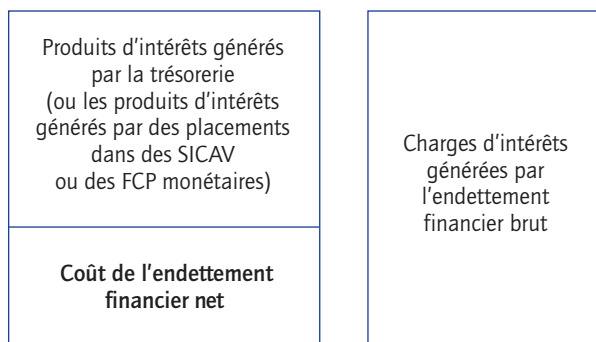 Produits d'intérêts générés
par la trésorerie
(ou les produits d'intérêts
générés par des placements
dans des SICAV
ou des FCP monétaires)
Coût de l'endettement
financier net
Charges d'intérêts
générées par
l'endettement
financier brut